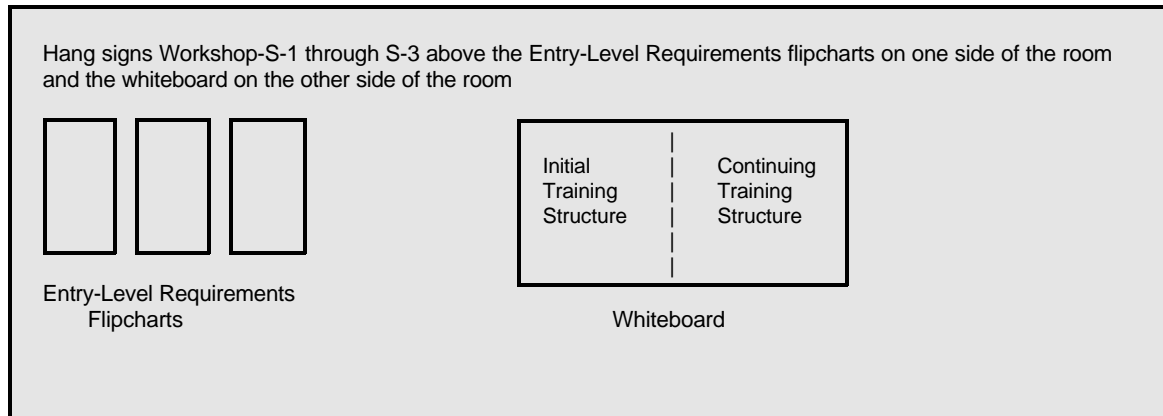 Hang signs Workshop-S-1 through S-3 above the Entry-Level Requirements flipcharts on one side of the room
and the whiteboard on the other side of the room
Initial
Training
Structure
Continuing
Training
Structure
Entry-Level Requirements
Flipcharts
Whiteboard